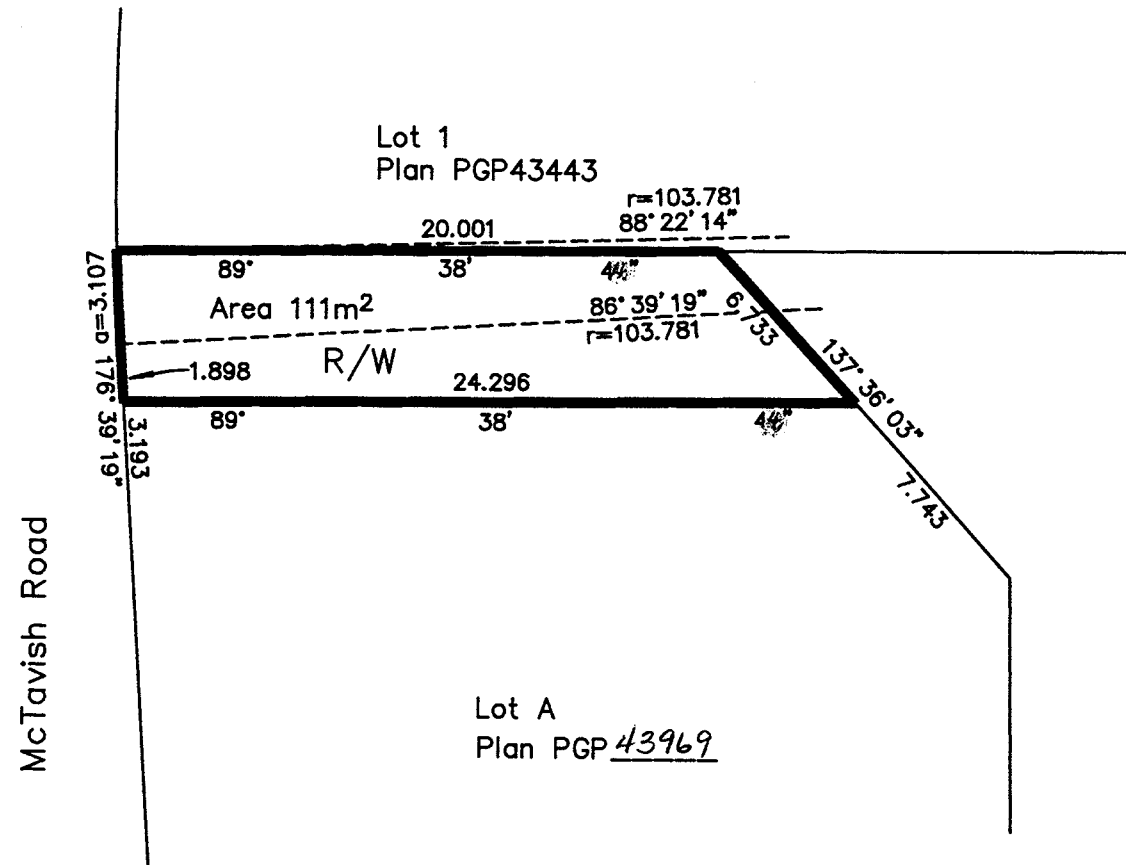 Lot 1
Plan PGP43443
r=103.781
88° 22' 14"
20.001
89° 38'
a=3.107
Area 111m²
86° 39' 19"
r=103.781
6.733
R/W
1.898
24.296
137° 36' 03"
176° 39' 19"
3.193
89° 38'
7.743
McTavish Road
Lot A
Plan PGP 43969